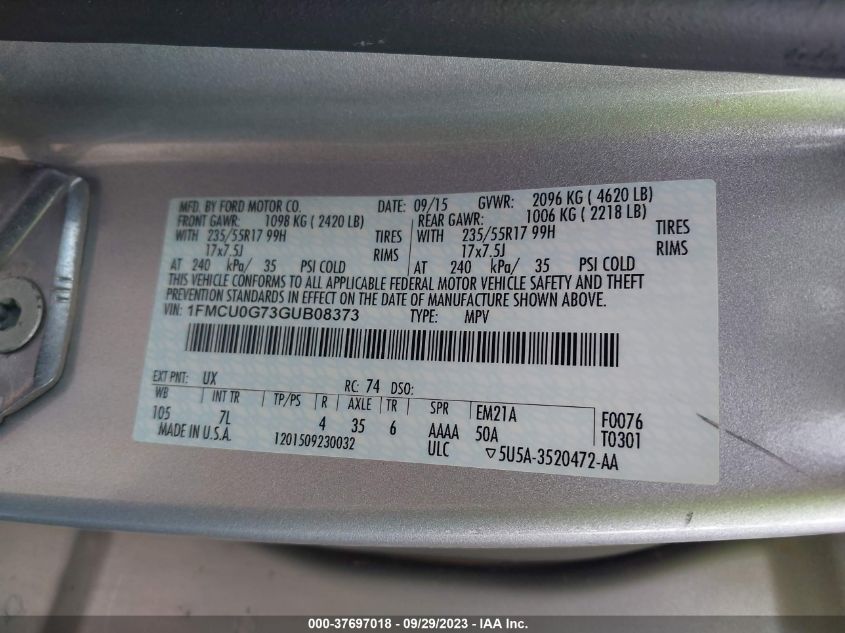 MFD. BY FORD MOTOR CO. DATE: 09/15 GVWR: 2096 KG ( 4620 LB)
FRONT GAWR: 1098 KG ( 2420 LB) REAR GAWR: 1006 KG ( 2218 LB)
WITH 235/55R17 99H TIRES WITH 235/55R17 99H TIRES
17x7.5J RIMS 17x7.5J RIMS
AT 240 kPa/ 35 PSI COLD AT 240 kPa/ 35 PSI COLD
THIS VEHICLE CONFORMS TO ALL APPLICABLE FEDERAL MOTOR VEHICLE SAFETY AND THEFT
PREVENTION STANDARDS IN EFFECT ON THE DATE OF MANUFACTURE SHOWN ABOVE.
VIN: 1FMCU0G73GUB08373 TYPE: MPV
EXT PNT: UX RC: 74 DSO:
WB INT TR TP/PS R AXLE TR SPR EM21A F0076
105 7L 4 35 6 AAAA 50A T0301
MADE IN U.S.A. 1201509230032 ULC ▽5U5A-3520472-AA
000-37697018 - 09/29/2023 - IAA Inc.